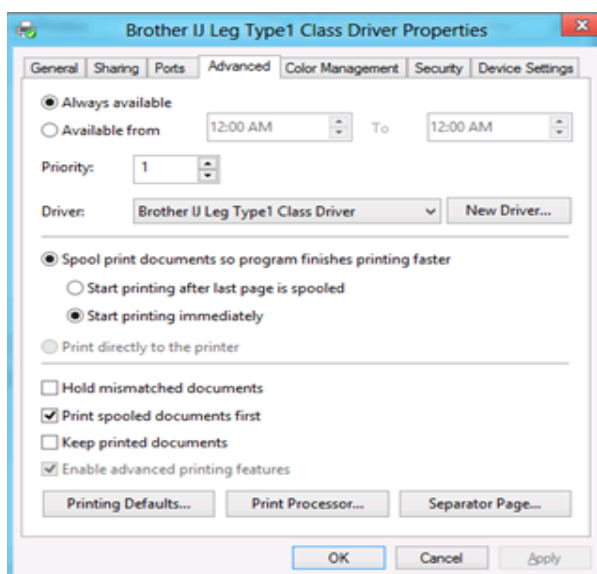 Brother IJ Leg Type1 Class Driver Properties
General Sharing Ports Advanced Color Management Security Device Settings
Always available
Available from 12:00 AM To 12:00 AM
Priority: 1
Driver: Brother IJ Leg Type1 Class Driver New Driver...
Spool print documents so program finishes printing faster
Start printing after last page is spooled
Start printing immediately
Print directly to the printer
Hold mismatched documents
Print spooled documents first
Keep printed documents
Enable advanced printing features
Printing Defaults... Print Processor... Separator Page...
OK Cancel Apply